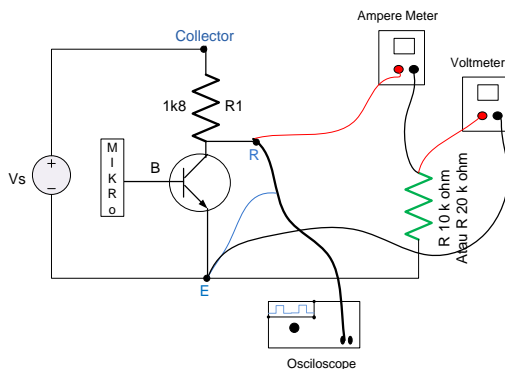 Ampere Meter
Collector
Voltmeter
1k8
R1
M
I
K
R
o
B
R
Vs
+
−
R 10 k ohm
Atau R 20 k ohm
E
Osciloscope